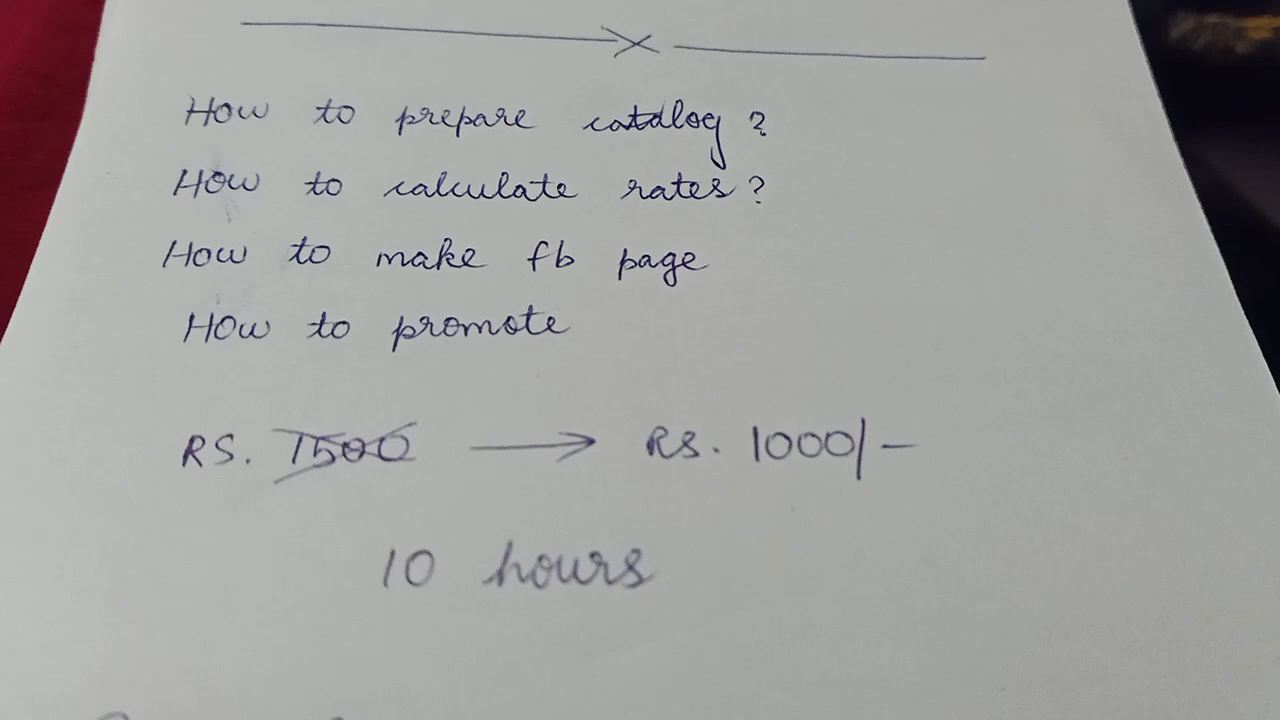 How to prepare catalog ?
How to calculate rates ?
How to make fb page
How to promote
RS. 1500 → RS. 1000/-
10 hours